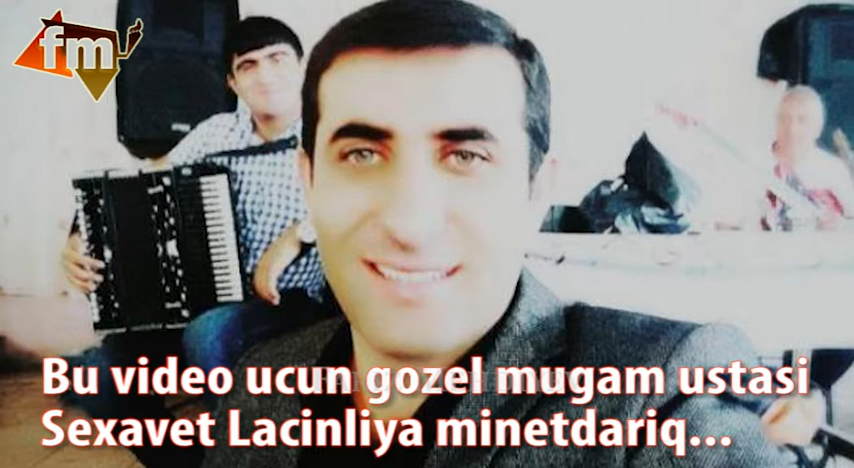 fm
Bu video ucun gozel mugam ustasi
Sexavet Lacinliya minetdariq...